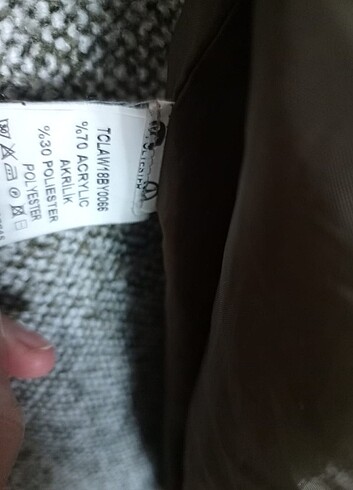 TCLAW18BY0066
%70 ACRYLIC
AKRİLİK
%30 POLIESTER
POLYESTER